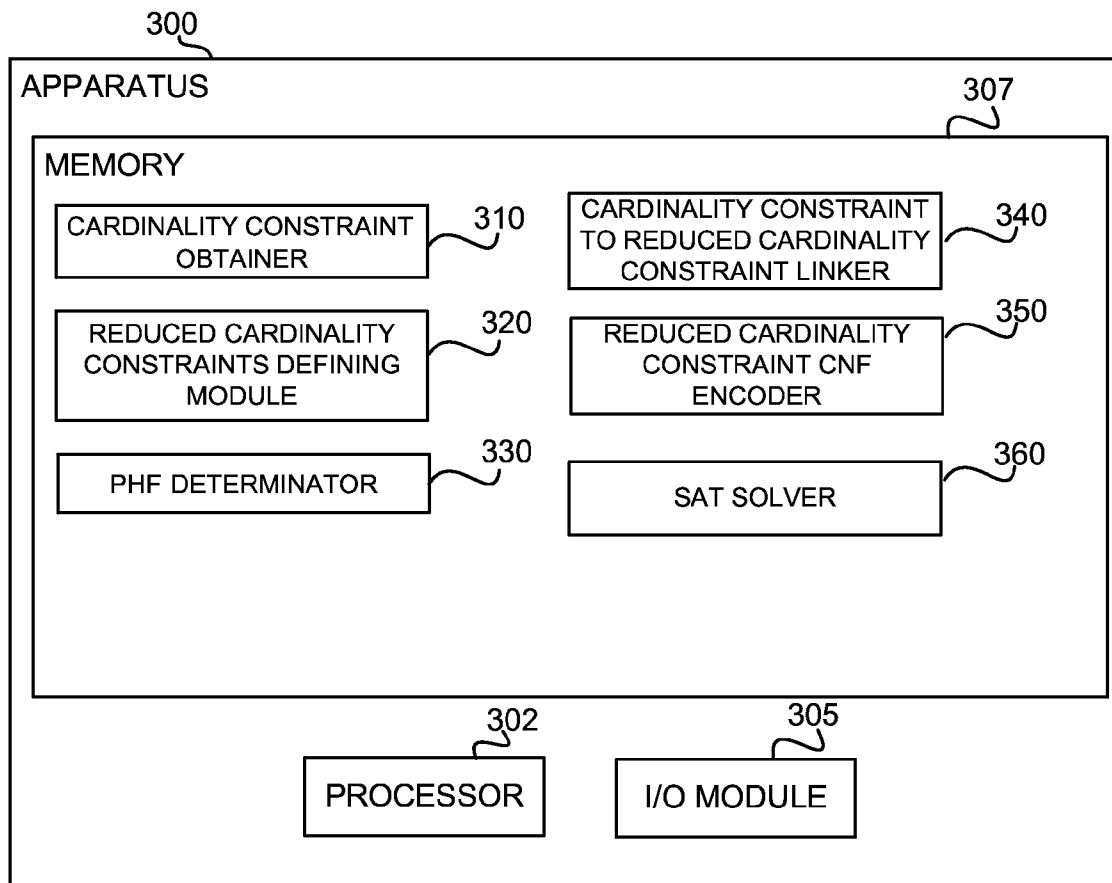 300
APPARATUS
307
MEMORY
CARDINALITY CONSTRAINT
OBTAINER
310
CARDINALITY CONSTRAINT
TO REDUCED CARDINALITY
CONSTRAINT LINKER
340
REDUCED CARDINALITY
CONSTRAINTS DEFINING
MODULE
320
REDUCED CARDINALITY
CONSTRAINT CNF
ENCODER
350
PHF DETERMINATOR
330
SAT SOLVER
360
302
PROCESSOR
305
I/O MODULE